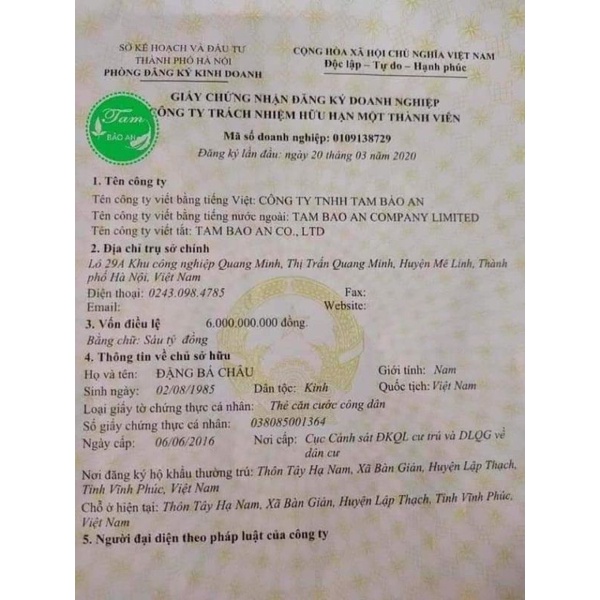 SỞ KẾ HOẠCH VÀ ĐẦU TƯ
THÀNH PHỐ HÀ NỘI
PHÒNG ĐĂNG KÝ KINH DOANH
CỘNG HÒA XÃ HỘI CHỦ NGHĨA VIỆT NAM
Độc lập – Tự do – Hạnh phúc
GIẤY CHỨNG NHẬN ĐĂNG KÝ DOANH NGHIỆP
CÔNG TY TRÁCH NHIỆM HỮU HẠN MỘT THÀNH VIÊN
Tam
BẢO AN
Mã số doanh nghiệp: 0109138729
Đăng ký lần đầu: ngày 20 tháng 03 năm 2020
1. Tên công ty
Tên công ty viết bằng tiếng Việt: CÔNG TY TNHH TAM BẢO AN
Tên công ty viết bằng tiếng nước ngoài: TAM BAO AN COMPANY LIMITED
Tên công ty viết tắt: TAM BAO AN CO., LTD
2. Địa chỉ trụ sở chính
Lô 29A Khu công nghiệp Quang Minh, Thị Trấn Quang Minh, Huyện Mê Linh, Thành
phố Hà Nội, Việt Nam
Điện thoại: 0243.098.4785 Fax:
Email: Website:
3. Vốn điều lệ 6.000.000.000 đồng.
Bằng chữ: Sáu tỷ đồng
4. Thông tin về chủ sở hữu
Họ và tên: ĐẶNG BÁ CHÂU Giới tính: Nam
Sinh ngày: 02/08/1985 Dân tộc: Kinh Quốc tịch: Việt Nam
Loại giấy tờ chứng thực cá nhân: Thẻ căn cước công dân
Số giấy chứng thực cá nhân: 038085001364
Ngày cấp: 06/06/2016 Nơi cấp: Cục Cảnh sát ĐKQL cư trú và DLQG về
dân cư
Nơi đăng ký hộ khẩu thường trú: Thôn Tây Hạ Nam, Xã Bàn Giản, Huyện Lập Thạch,
Tỉnh Vĩnh Phúc, Việt Nam
Chỗ ở hiện tại: Thôn Tây Hạ Nam, Xã Bàn Giản, Huyện Lập Thạch, Tỉnh Vĩnh Phúc,
Việt Nam
5. Người đại diện theo pháp luật của công ty